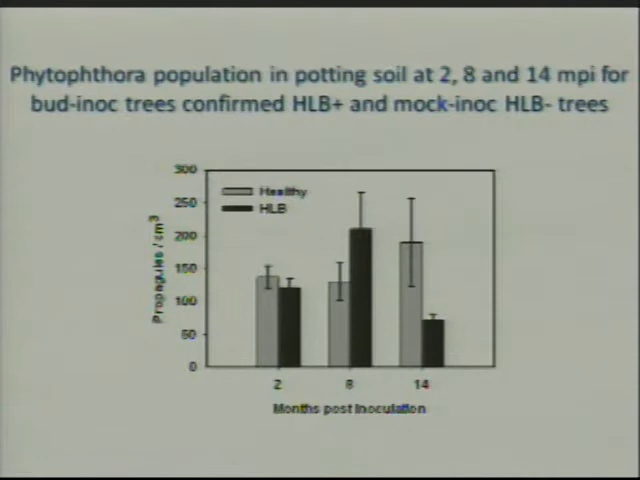 Phytophthora population in potting soil at 2, 8 and 14 mpi for
bud-inoc trees confirmed HLB+ and mock-inoc HLB- trees
300
250
200
150
100
50
0
Propagules / cm³
Healthy
HLB
2
8
14
Months post Inoculation